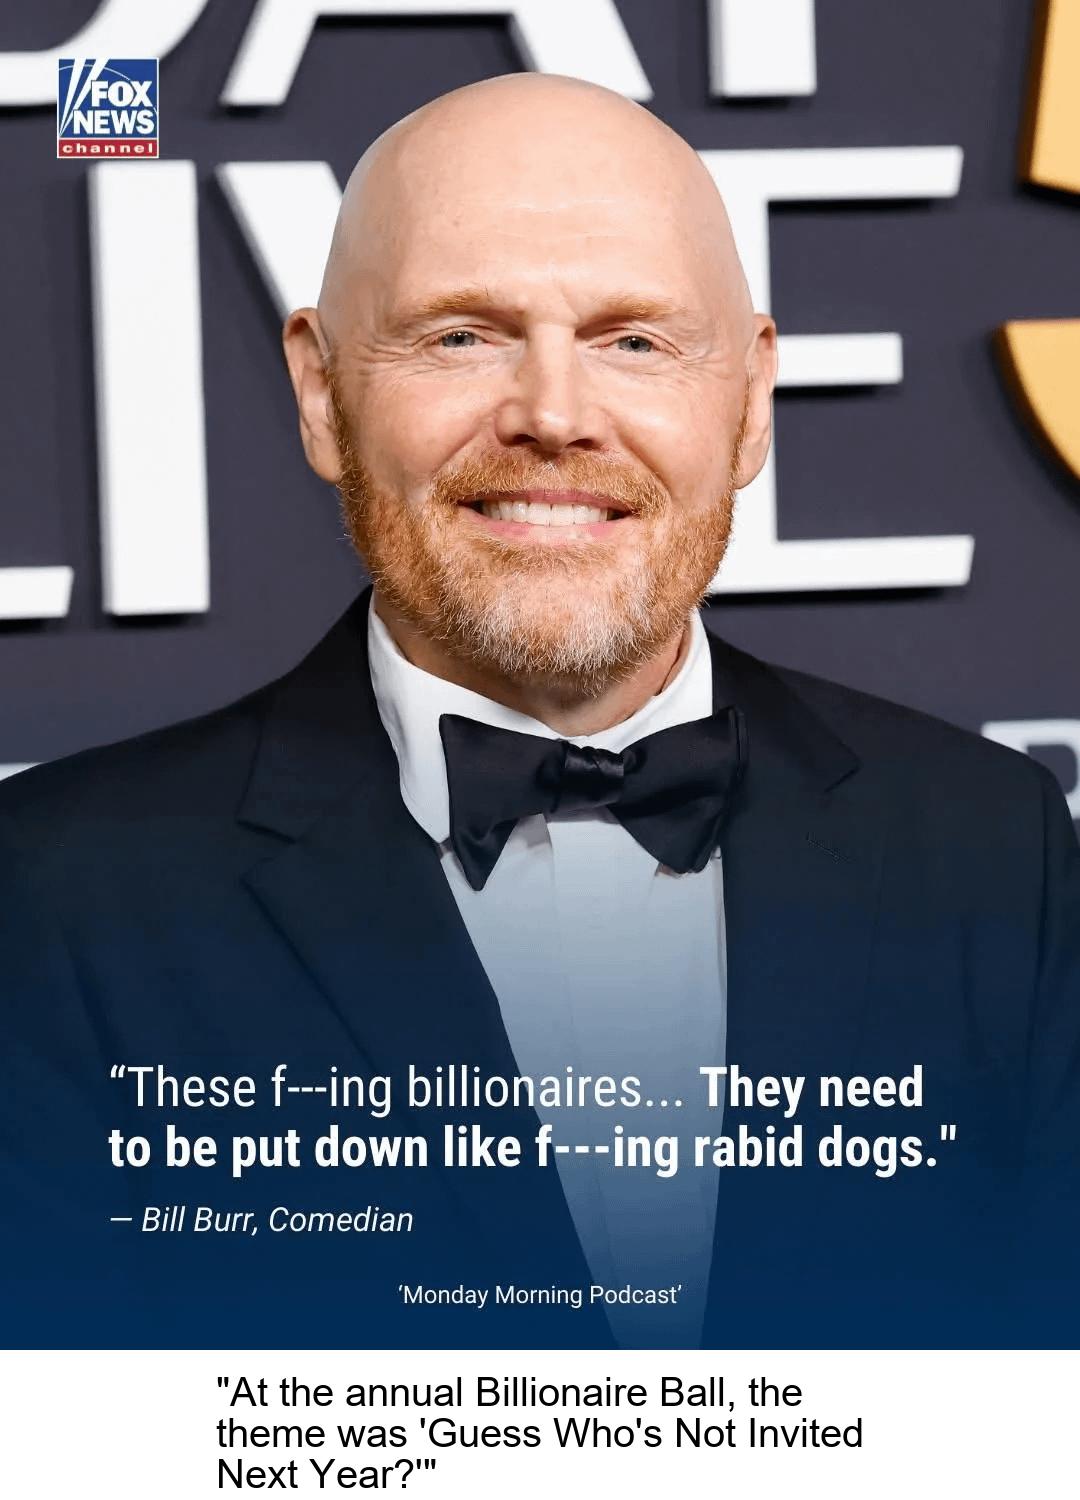 FOX
NEWS
channel
LIVE
“These f---ing billionaires... They need
to be put down like f---ing rabid dogs."
– Bill Burr, Comedian
‘Monday Morning Podcast’
"At the annual Billionaire Ball, the
theme was 'Guess Who's Not Invited
Next Year?'"